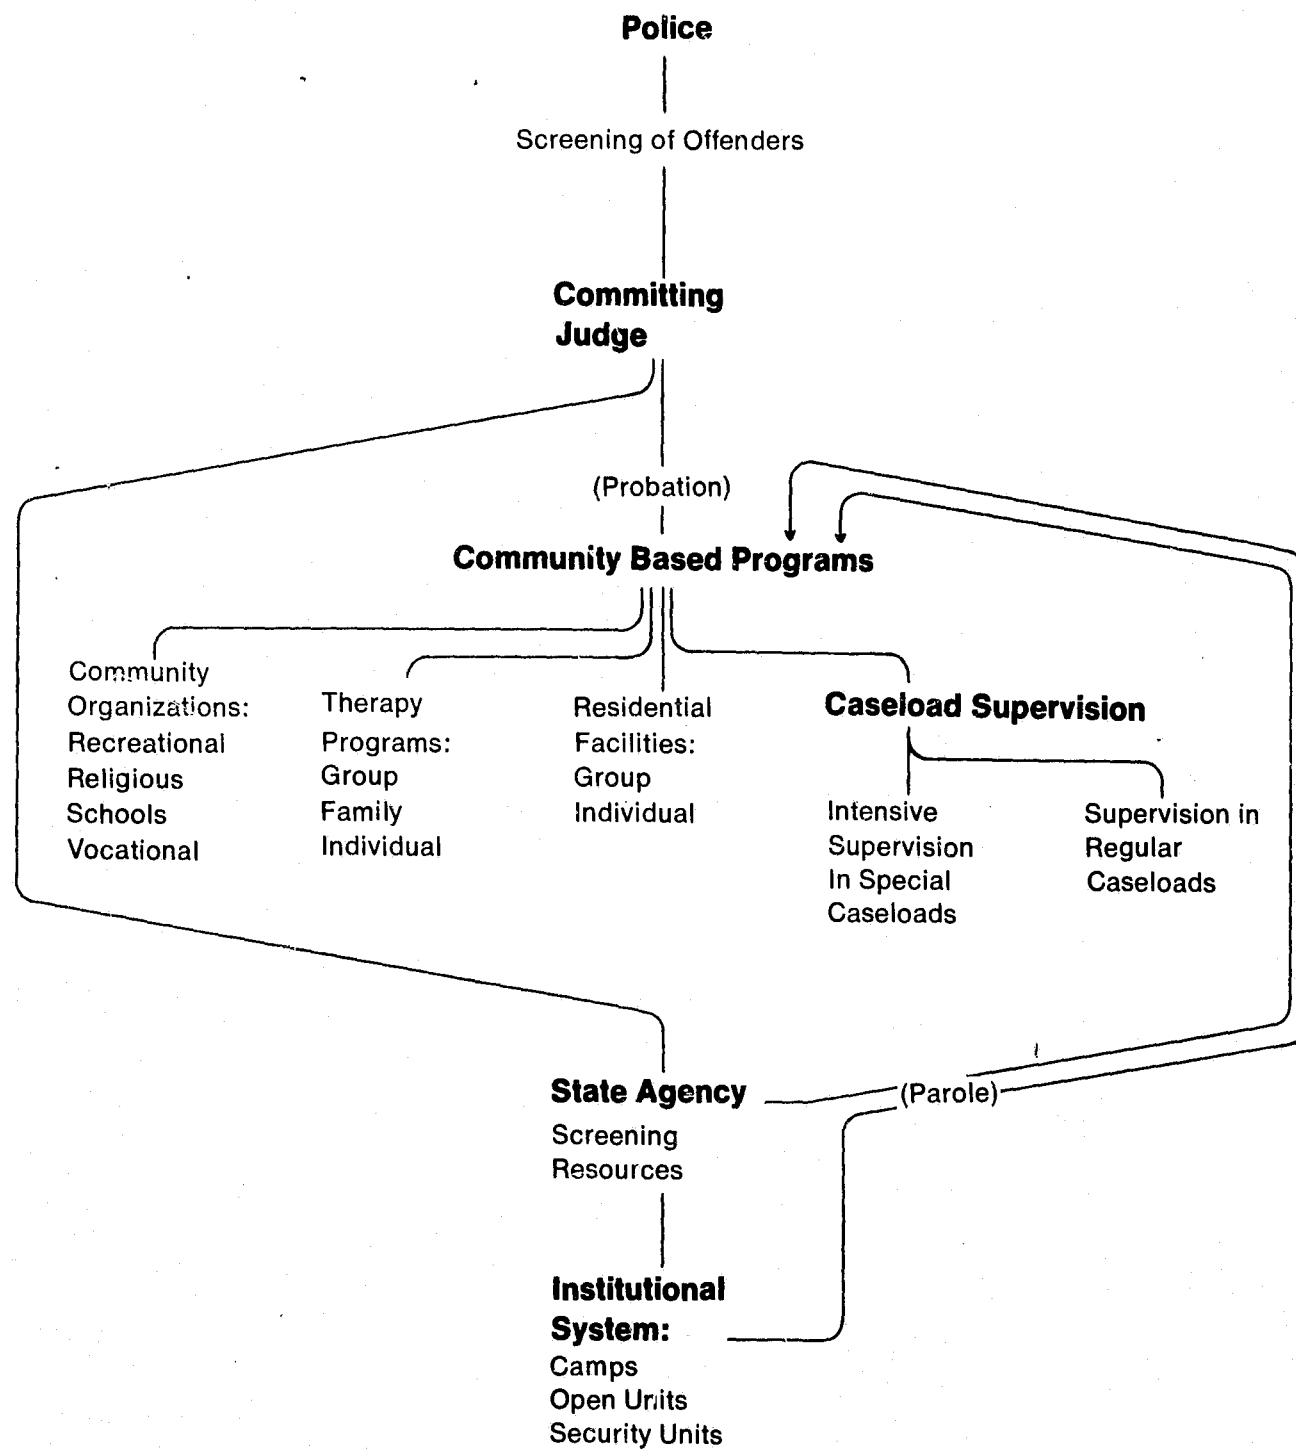 Police
Screening of Offenders
Committing
Judge
(Probation)
Community Based Programs
Community
Organizations:
Recreational
Religious
Schools
Vocational
Therapy
Programs:
Group
Family
Individual
Residential
Facilities:
Group
Individual
Caseload Supervision
Intensive
Supervision
In Special
Caseloads
Supervision in
Regular
Caseloads
State Agency
Screening
Resources
(Parole)
Institutional
System:
Camps
Open Units
Security Units